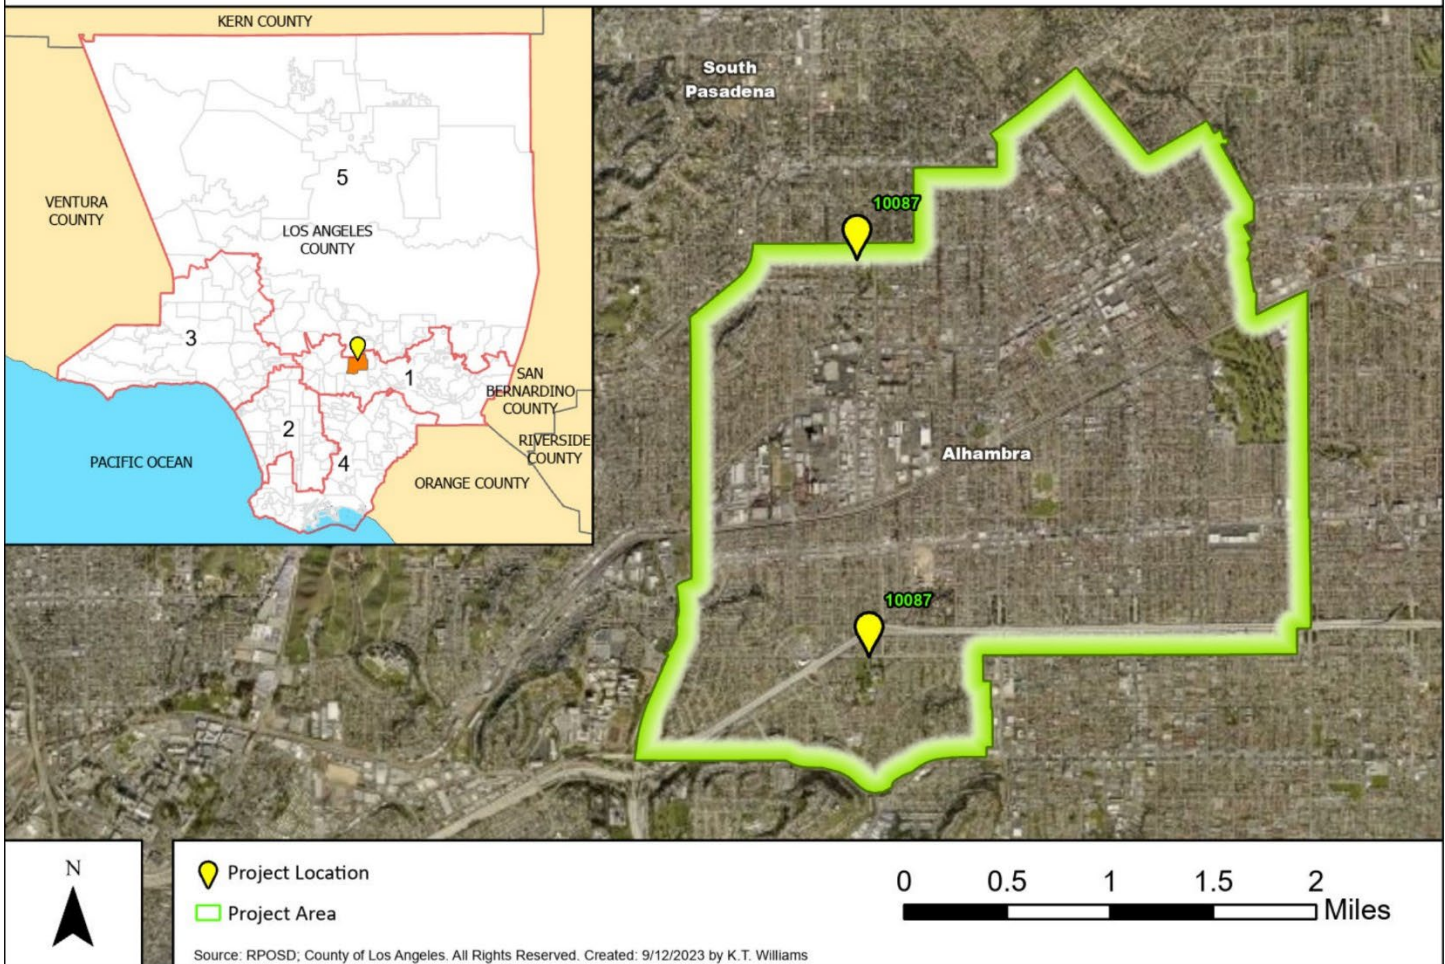 KERN COUNTY
5
VENTURA
COUNTY
LOS ANGELES
COUNTY
3
1
SAN
BERNARDINO
COUNTY
2
RIVERSIDE
COUNTY
4
PACIFIC OCEAN
ORANGE COUNTY
South
Pasadena
10087
Alhambra
10087
N
Project Location
Project Area
0 0.5 1 1.5 2
Miles
Source: RPOSD; County of Los Angeles. All Rights Reserved. Created: 9/12/2023 by K.T. Williams